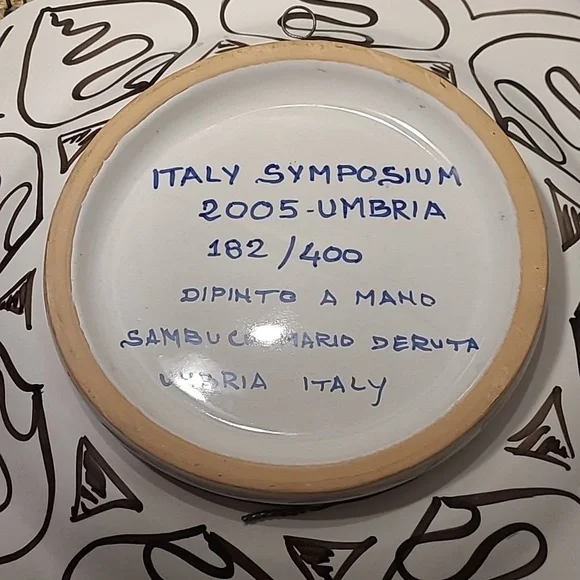 ITALY SYMPOSIUM
2005-UMBRIA
182/400
DIPINTO A MANO
SAMBUCO MARIO DERUTA
UMBRIA ITALY